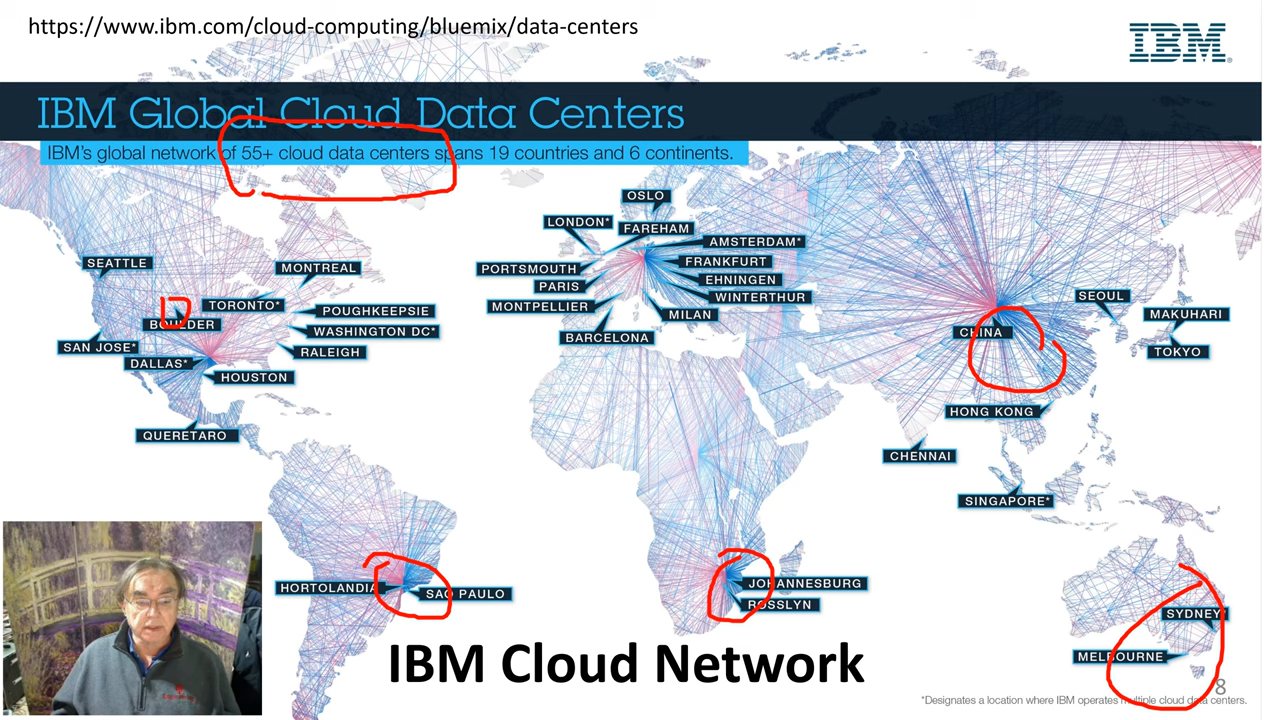 https://www.ibm.com/cloud-computing/bluemix/data-centers
IBM
IBM Global Cloud Data Centers
IBM's global network of 55+ cloud data centers spans 19 countries and 6 continents.
OSLO
LONDON*
FAREHAM
AMSTERDAM*
SEATTLE
MONTREAL
PORTSMOUTH
FRANKFURT
PARIS
EHNINGEN
WINTERTHUR
SEOUL
TORONTO*
POUGHKEEPSIE
MONTPELLIER
MILAN
MAKUHARI
BOULDER
WASHINGTON DC*
BARCELONA
CHINA
SAN JOSE*
RALEIGH
TOKYO
DALLAS*
HOUSTON
HONG KONG
QUERETARO
CHENNAI
SINGAPORE*
HORTOLANDIA
SAO PAULO
JOHANNESBURG
ROSSLYN
SYDNEY*
MELBOURNE
IBM Cloud Network
8
*Designates a location where IBM operates multiple cloud data centers.